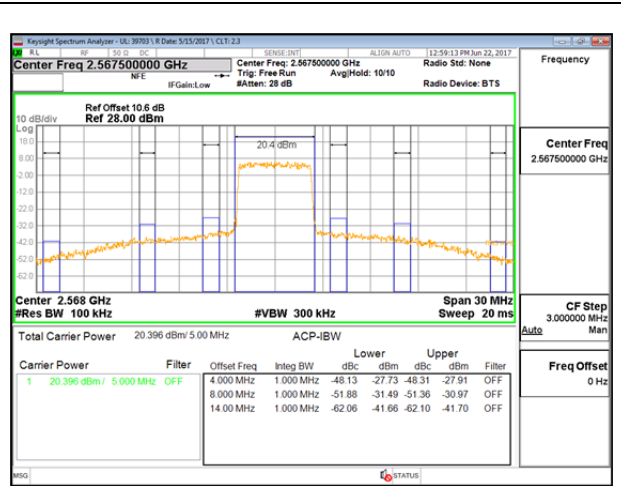 Keysight Spectrum Analyzer - UL: 39703 \ R Date: 5/15/2017 \ CLT: 2.3
RL RF 50 Ω DC SENSE:INT ALIGN AUTO 12:59:13 PM Jun 22, 2017
Center Freq 2.567500000 GHz Center Freq: 2.567500000 GHz Radio Std: None Frequency
NFE Trig: Free Run Avg|Hold: 10/10
IFGain:Low #Atten: 28 dB Radio Device: BTS
Ref Offset 10.6 dB
10 dB/div Ref 28.00 dBm
Log
18.0
20.4 dBm
8.00
-2.00
-12.0
-22.0
-32.0
-42.0
-52.0
-62.0
Center Freq
2.567500000 GHz
Center 2.568 GHz Span 30 MHz
#Res BW 100 kHz #VBW 300 kHz Sweep 20 ms
CF Step
3.000000 MHz
Auto Man
Total Carrier Power 20.396 dBm/ 5.00 MHz ACP-IBW
Lower Upper
Carrier Power Filter Offset Freq Integ BW dBc dBm dBc dBm Filter
1 20.396 dBm / 5.000 MHz OFF 4.000 MHz 1.000 MHz -48.13 -27.73 -48.31 -27.91 OFF
8.000 MHz 1.000 MHz -51.88 -31.49 -51.36 -30.97 OFF
14.00 MHz 1.000 MHz -62.06 -41.66 -62.10 -41.70 OFF
Freq Offset
0 Hz
MSG STATUS